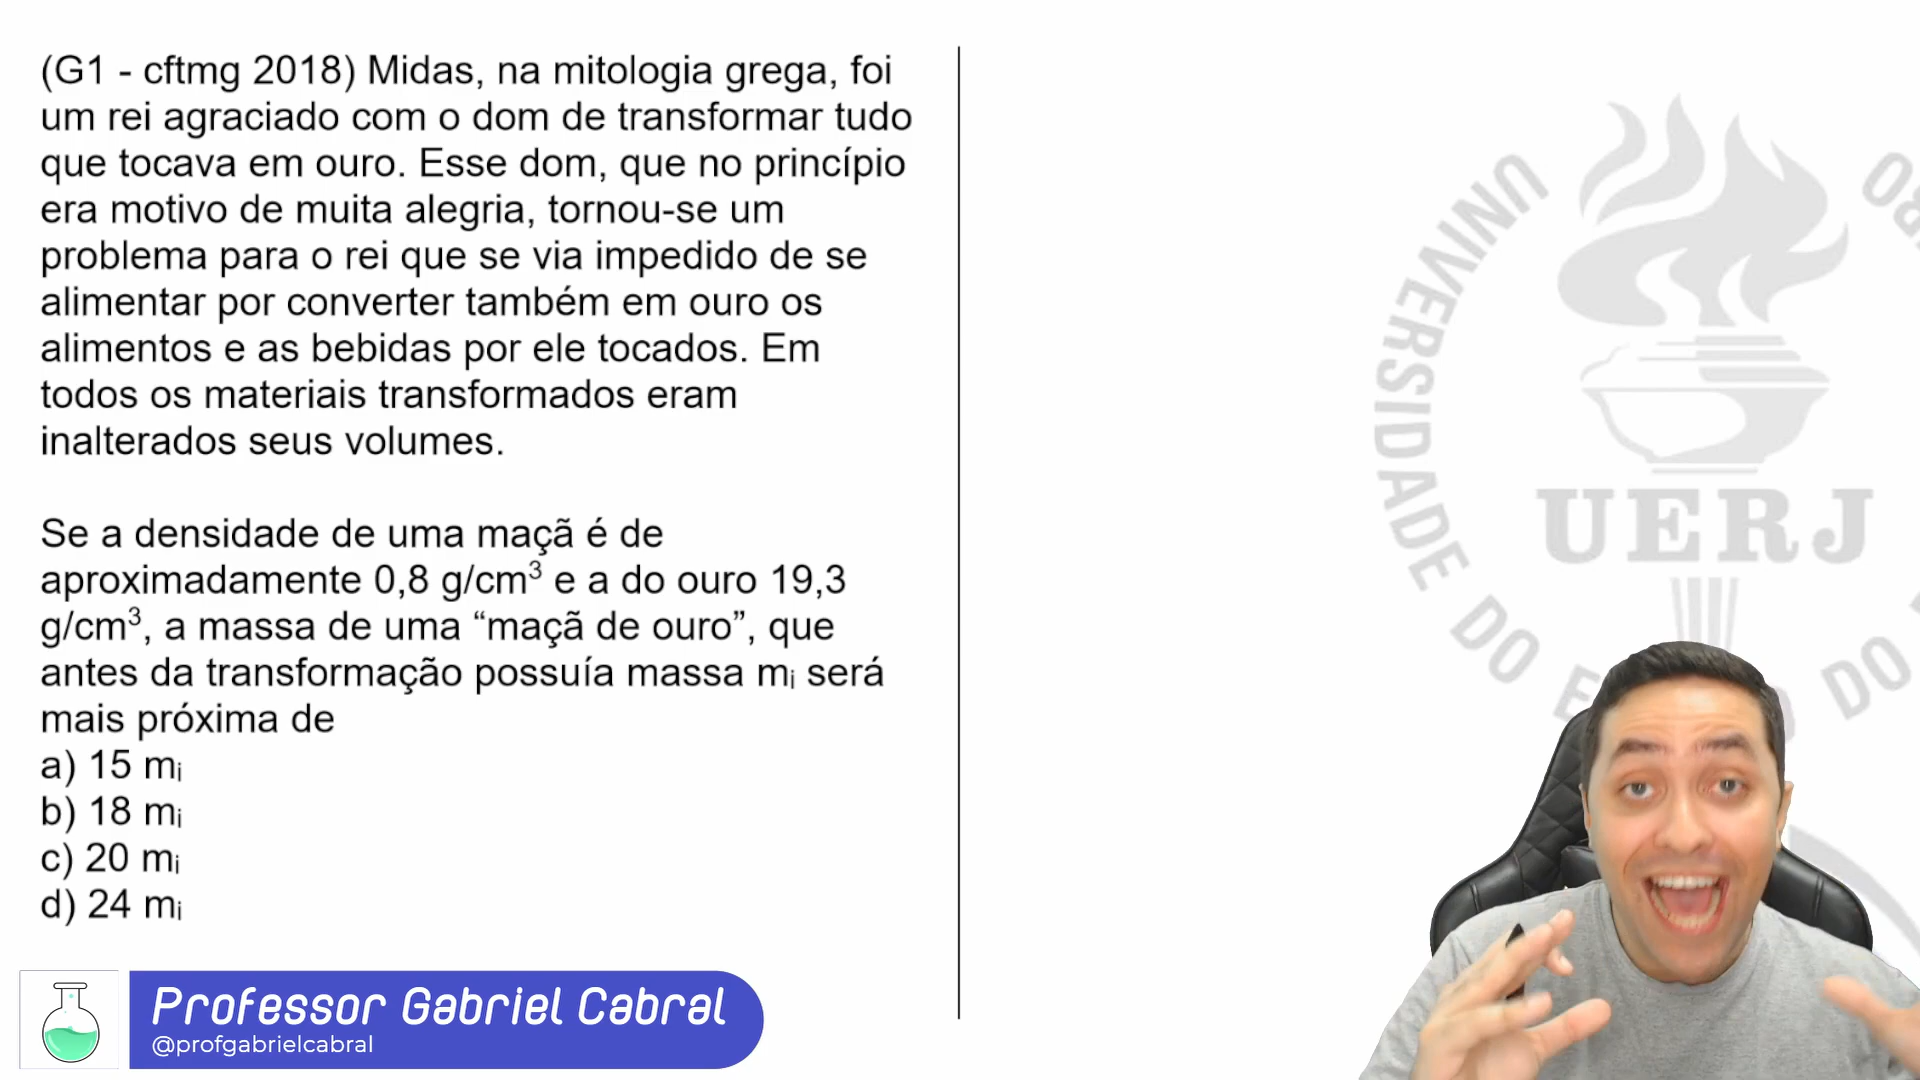 (G1 - cftmg 2018) Midas, na mitologia grega, foi
um rei agraciado com o dom de transformar tudo
que tocava em ouro. Esse dom, que no princípio
era motivo de muita alegria, tornou-se um
problema para o rei que se via impedido de se
alimentar por converter também em ouro os
alimentos e as bebidas por ele tocados. Em
todos os materiais transformados eram
inalterados seus volumes.
Se a densidade de uma maçã é de
aproximadamente 0,8 g/cm³ e a do ouro 19,3
g/cm³, a massa de uma “maçã de ouro”, que
antes da transformação possuía massa mᵢ será
mais próxima de
a) 15 mᵢ
b) 18 mᵢ
c) 20 mᵢ
d) 24 mᵢ
Professor Gabriel Cabral
@profgabrielcabral
UNIVERSIDADE DO E
DO
UERJ